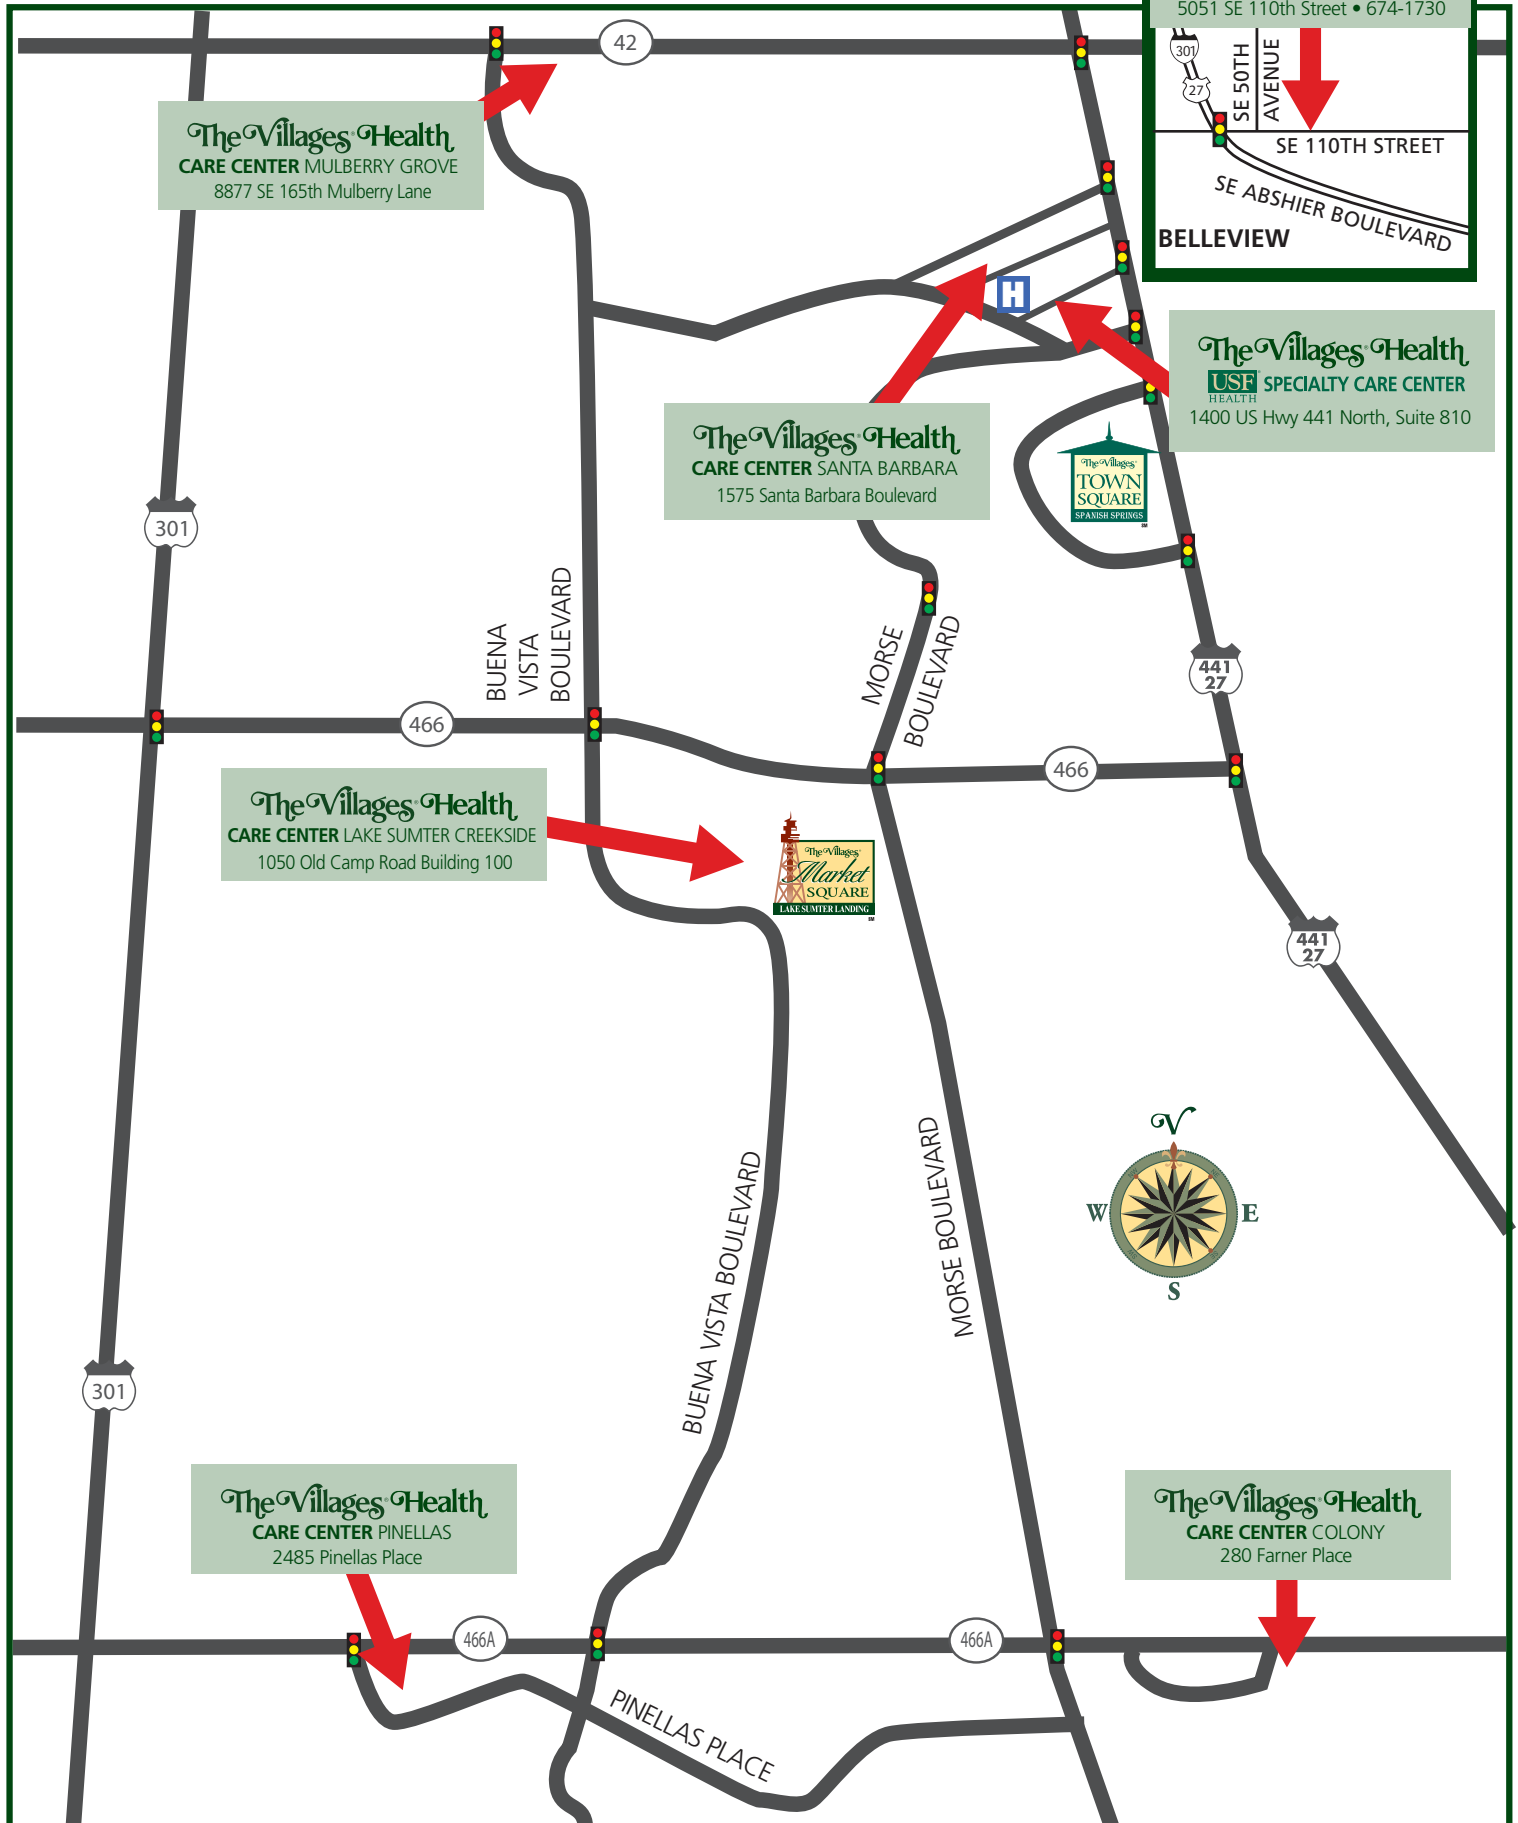 5051 SE 110th Street • 674-1730
42
301
27
SE 50TH
AVENUE
SE 110TH STREET
SE ABSHIER BOULEVARD
BELLEVIEW
The Villages Health
CARE CENTER MULBERRY GROVE
8877 SE 165th Mulberry Lane
H
The Villages Health
USF HEALTH SPECIALTY CARE CENTER
1400 US Hwy 441 North, Suite 810
The Villages Health
CARE CENTER SANTA BARBARA
1575 Santa Barbara Boulevard
The Villages
TOWN
SQUARE
SPANISH SPRINGS
SM
301
BUENA
VISTA
BOULEVARD
MORSE
BOULEVARD
441
27
466
466
The Villages Health
CARE CENTER LAKE SUMTER CREEKSIDE
1050 Old Camp Road Building 100
The Villages
Market
SQUARE
LAKE SUMTER LANDING
SM
441
27
V
W
E
S
BUENA VISTA BOULEVARD
MORSE BOULEVARD
301
The Villages Health
CARE CENTER PINELLAS
2485 Pinellas Place
The Villages Health
CARE CENTER COLONY
280 Farner Place
466A
466A
PINELLAS PLACE